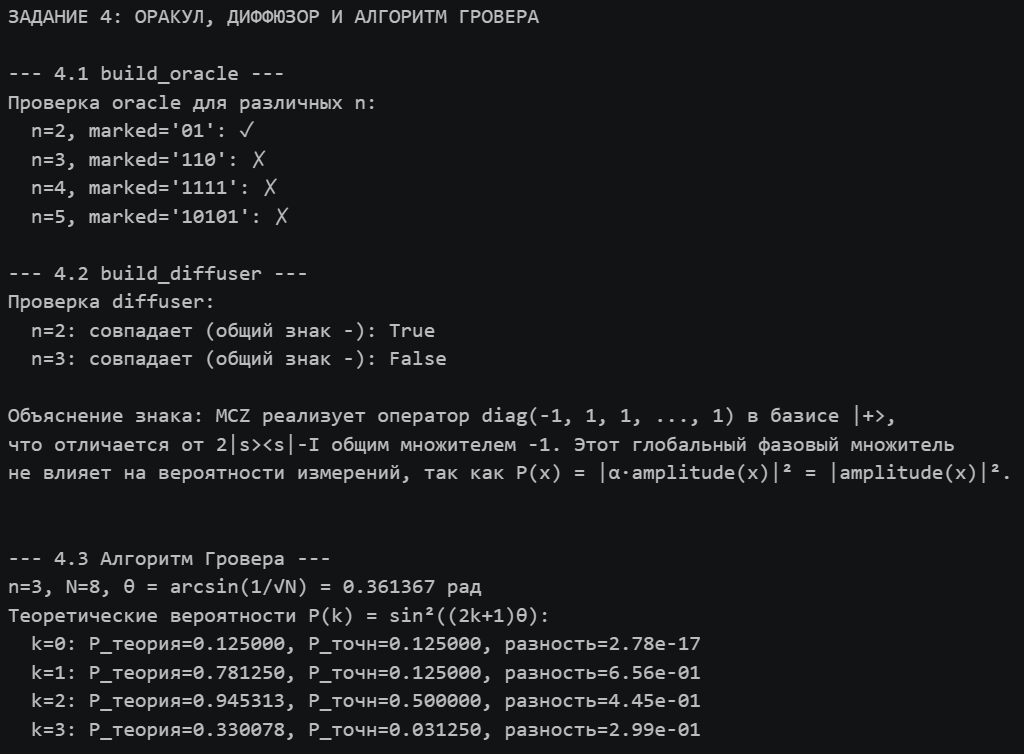 ЗАДАНИЕ 4: ОРАКУЛ, ДИФФЮЗОР И АЛГОРИТМ ГРОВЕРА
--- 4.1 build_oracle ---
Проверка oracle для различных n:
n=2, marked='01': ✓
n=3, marked='110': ✗
n=4, marked='1111': ✗
n=5, marked='10101': ✗
--- 4.2 build_diffuser ---
Проверка diffuser:
n=2: совпадает (общий знак -): True
n=3: совпадает (общий знак -): False
Объяснение знака: MCZ реализует оператор diag(-1, 1, 1, ..., 1) в базисе |+>,
что отличается от 2|s><s|-I общим множителем -1. Этот глобальный фазовый множитель
не влияет на вероятности измерений, так как P(x) = |α·amplitude(x)|² = |amplitude(x)|².
--- 4.3 Алгоритм Гровера ---
n=3, N=8, θ = arcsin(1/√N) = 0.361367 рад
Теоретические вероятности P(k) = sin²((2k+1)θ):
k=0: P_теория=0.125000, P_точн=0.125000, разность=2.78e-17
k=1: P_теория=0.781250, P_точн=0.125000, разность=6.56e-01
k=2: P_теория=0.945313, P_точн=0.500000, разность=4.45e-01
k=3: P_теория=0.330078, P_точн=0.031250, разность=2.99e-01